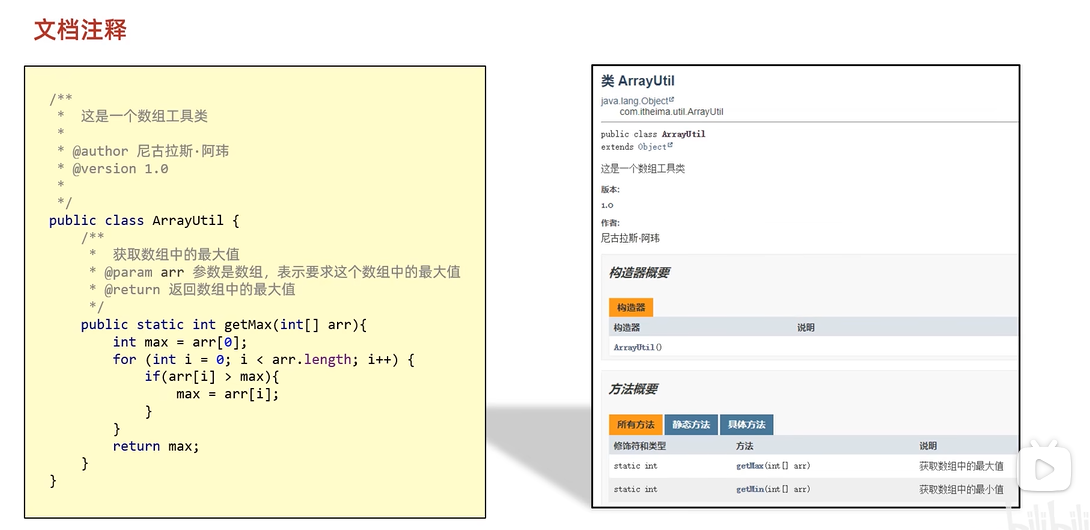 文档注释
/**
 *  这是一个数组工具类
 *
 * @author 尼古拉斯·阿玮
 * @version 1.0
 *
 */
public class ArrayUtil {
    /**
     *  获取数组中的最大值
     * @param arr 参数是数组，表示要求这个数组中的最大值
     * @return 返回数组中的最大值
     */
    public static int getMax(int[] arr){
        int max = arr[0];
        for (int i = 0; i < arr.length; i++) {
            if(arr[i] > max){
                max = arr[i];
            }
        }
        return max;
    }
}
类 ArrayUtil
java.lang.Object
com.itheima.util.ArrayUtil
public class ArrayUtil
extends Object
这是一个数组工具类
版本:
1.0
作者:
尼古拉斯·阿玮
构造器概要
构造器
构造器 说明
ArrayUtil()
方法概要
所有方法 静态方法 具体方法
修饰符和类型 方法 说明
static int getMax(int[] arr) 获取数组中的最大值
static int getMin(int[] arr) 获取数组中的最小值
bilibili